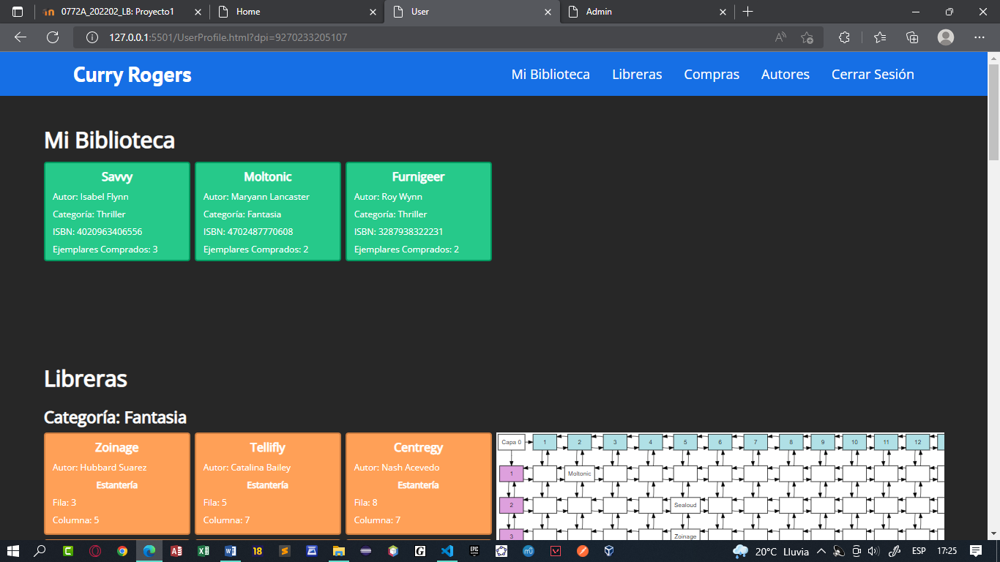 0772A_202202_LB: Proyecto1
Home
User
Admin
127.0.0.1:5501/UserProfile.html?dpi=9270233205107
Curry Rogers
Mi Biblioteca
Libreras
Compras
Autores
Cerrar Sesión
Mi Biblioteca
Savvy
Autor: Isabel Flynn
Categoría: Thriller
ISBN: 4020963406556
Ejemplares Comprados: 3
Moltonic
Autor: Maryann Lancaster
Categoría: Fantasia
ISBN: 4702487770608
Ejemplares Comprados: 2
Furnigeer
Autor: Roy Wynn
Categoría: Thriller
ISBN: 3287938322231
Ejemplares Comprados: 2
Libreras
Categoría: Fantasia
Zoinage
Autor: Hubbard Suarez
Estantería
Fila: 3
Columna: 5
Tellifly
Autor: Catalina Bailey
Estantería
Fila: 5
Columna: 7
Centregy
Autor: Nash Acevedo
Estantería
Fila: 8
Columna: 7
Capa 0 1 2 3 4 5 6 7 8 9 10 11 12
1 Moltonic
2 Sealoud
3 Zoinage
20°C Lluvia
ESP
17:25